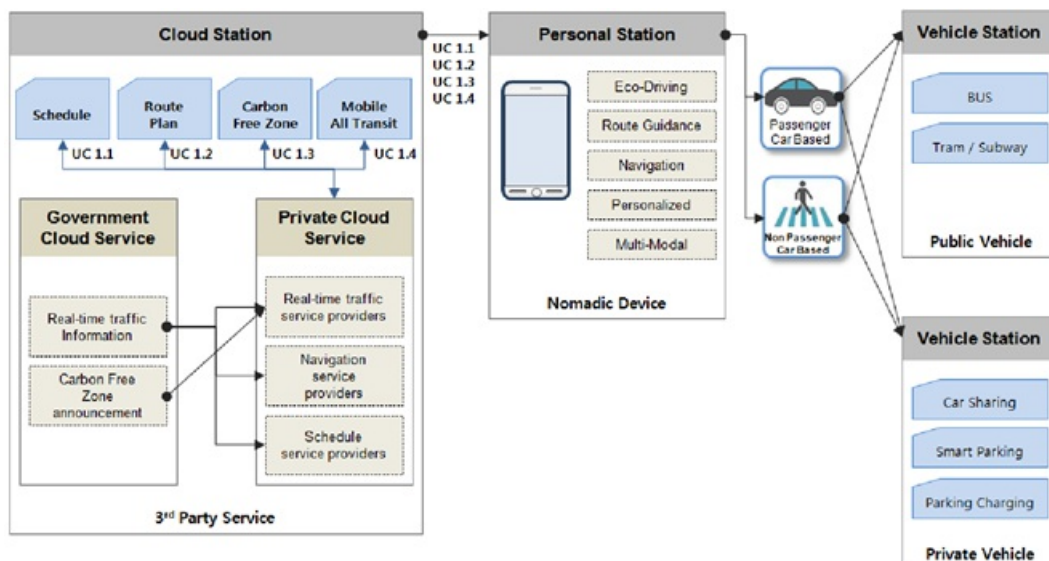 Cloud Station
Schedule
Route
Plan
Carbon
Free Zone
Mobile
All Transit
UC 1.1
UC 1.2
UC 1.3
UC 1.4
Government
Cloud Service
Real-time traffic
Information
Carbon Free
Zone
announcement
Private Cloud
Service
Real-time traffic
service providers
Navigation
service
providers
Schedule
service providers
3rd Party Service
UC 1.1
UC 1.2
UC 1.3
UC 1.4
Personal Station
Eco-Driving
Route Guidance
Navigation
Personalized
Multi-Modal
Nomadic Device
Passenger
Car Based
Non Passenger
Car Based
Vehicle Station
BUS
Tram / Subway
Public Vehicle
Vehicle Station
Car Sharing
Smart Parking
Parking Charging
Private Vehicle